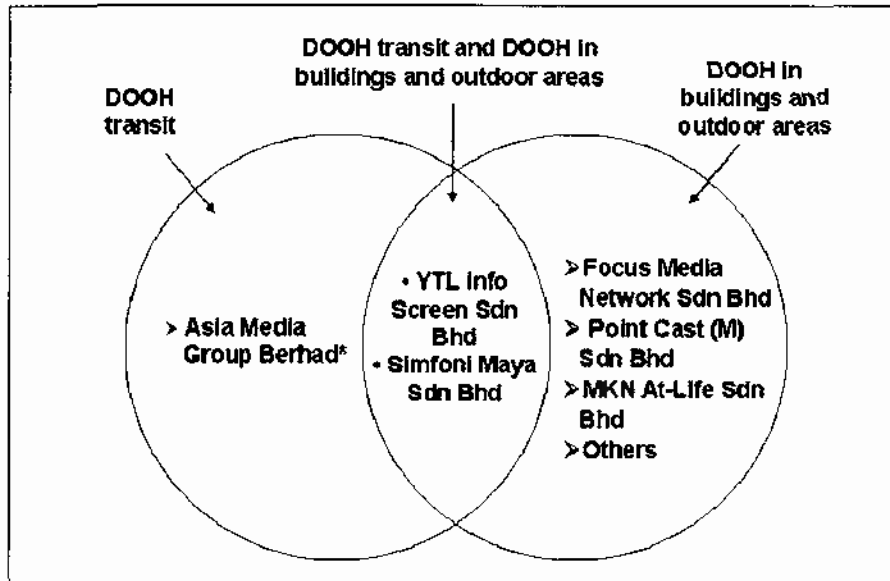 DOOH transit and DOOH in
buildings and outdoor areas
DOOH
transit
DOOH in
buildings and
outdoor areas
➢ Asia Media
Group Berhad*
• YTL Info
Screen Sdn
Bhd
• Simfoni Maya
Sdn Bhd
➢ Focus Media
Network Sdn Bhd
➢ Point Cast (M)
Sdn Bhd
➢ MKN At-Life Sdn
Bhd
➢ Others